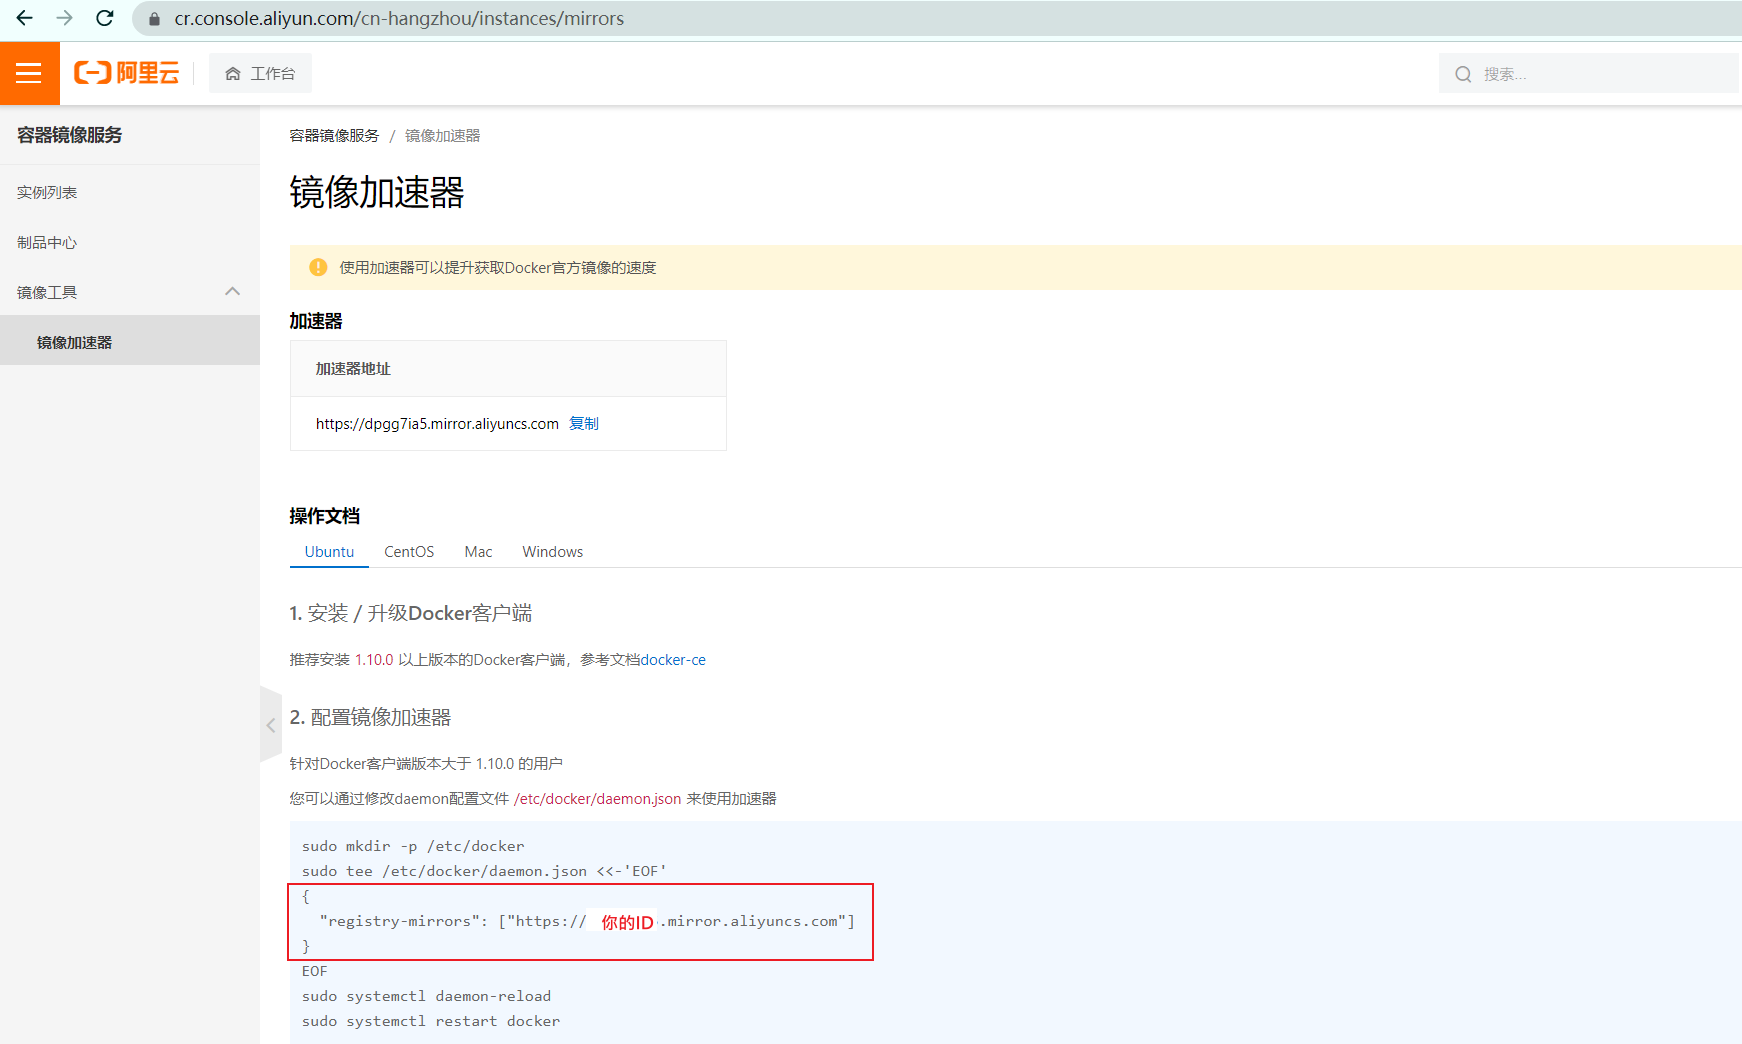 cr.console.aliyun.com/cn-hangzhou/instances/mirrors
阿里云
工作台
搜索...
容器镜像服务
实例列表
制品中心
镜像工具
镜像加速器
容器镜像服务 / 镜像加速器
镜像加速器
使用加速器可以提升获取Docker官方镜像的速度
加速器
加速器地址
https://dpgg7ia5.mirror.aliyuncs.com 复制
操作文档
Ubuntu CentOS Mac Windows
1. 安装 / 升级Docker客户端
推荐安装 1.10.0 以上版本的Docker客户端，参考文档docker-ce
2. 配置镜像加速器
针对Docker客户端版本大于 1.10.0 的用户
您可以通过修改daemon配置文件 /etc/docker/daemon.json 来使用加速器
sudo mkdir -p /etc/docker
sudo tee /etc/docker/daemon.json <<-'EOF'
{
"registry-mirrors": ["https://你的ID.mirror.aliyuncs.com"]
}
EOF
sudo systemctl daemon-reload
sudo systemctl restart docker